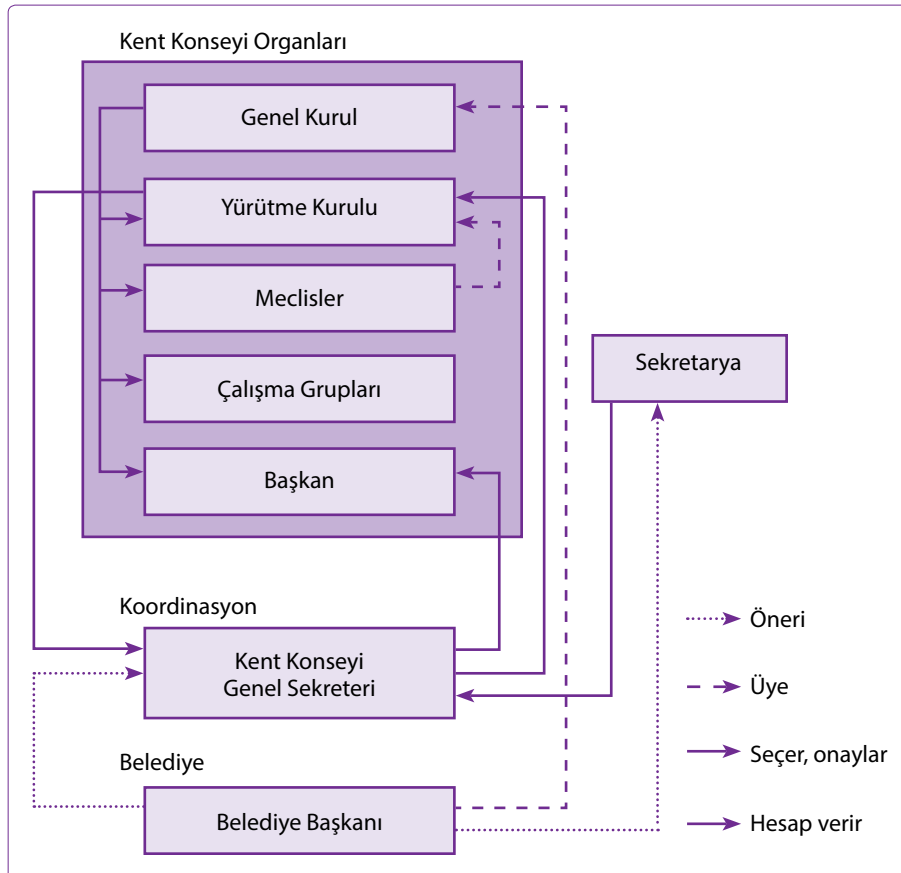 Kent Konseyi Organları
Genel Kurul
Yürütme Kurulu
Meclisler
Çalışma Grupları
Başkan
Sekretarya
Koordinasyon
Kent Konseyi
Genel Sekreteri
Belediye
Belediye Başkanı
Öneri
Üye
Seçer, onaylar
Hesap verir